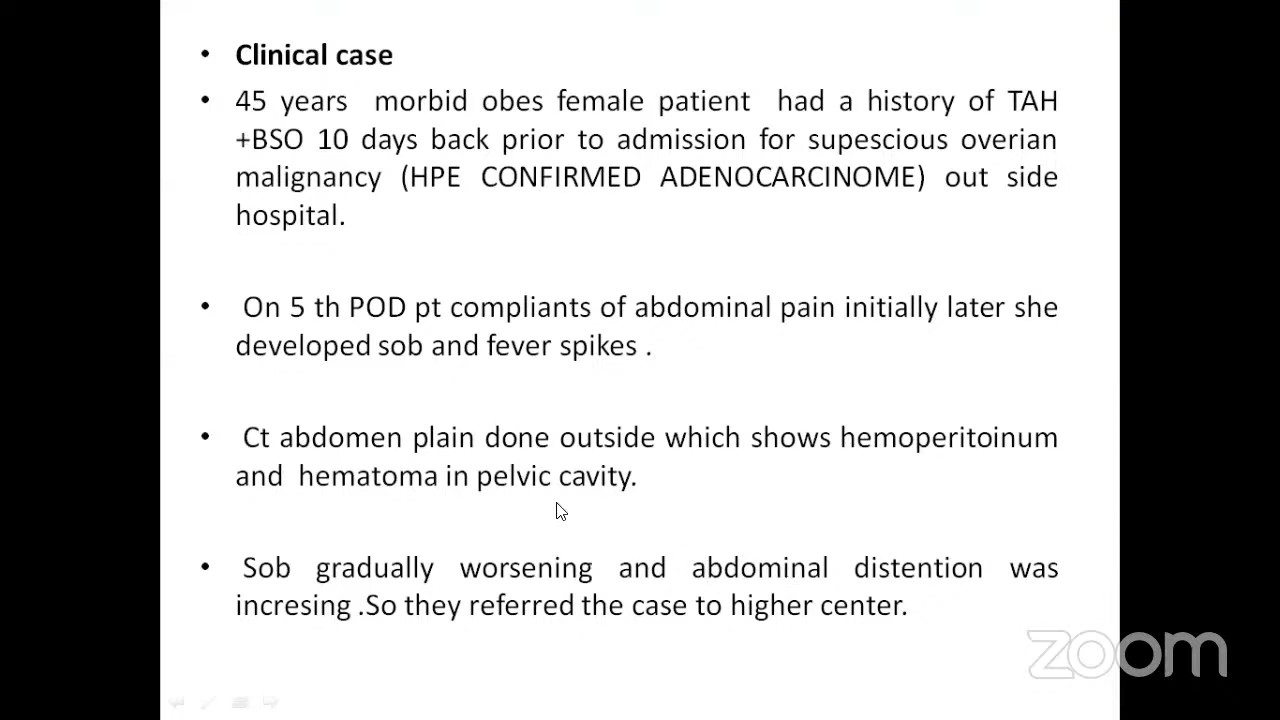 • Clinical case
• 45 years morbid obes female patient had a history of TAH
+BSO 10 days back prior to admission for supescious overian
malignancy (HPE CONFIRMED ADENOCARCINOME) out side
hospital.
• On 5 th POD pt compliants of abdominal pain initially later she
developed sob and fever spikes .
• Ct abdomen plain done outside which shows hemoperitoinum
and hematoma in pelvic cavity.
• Sob gradually worsening and abdominal distention was
incresing .So they referred the case to higher center.
zoom